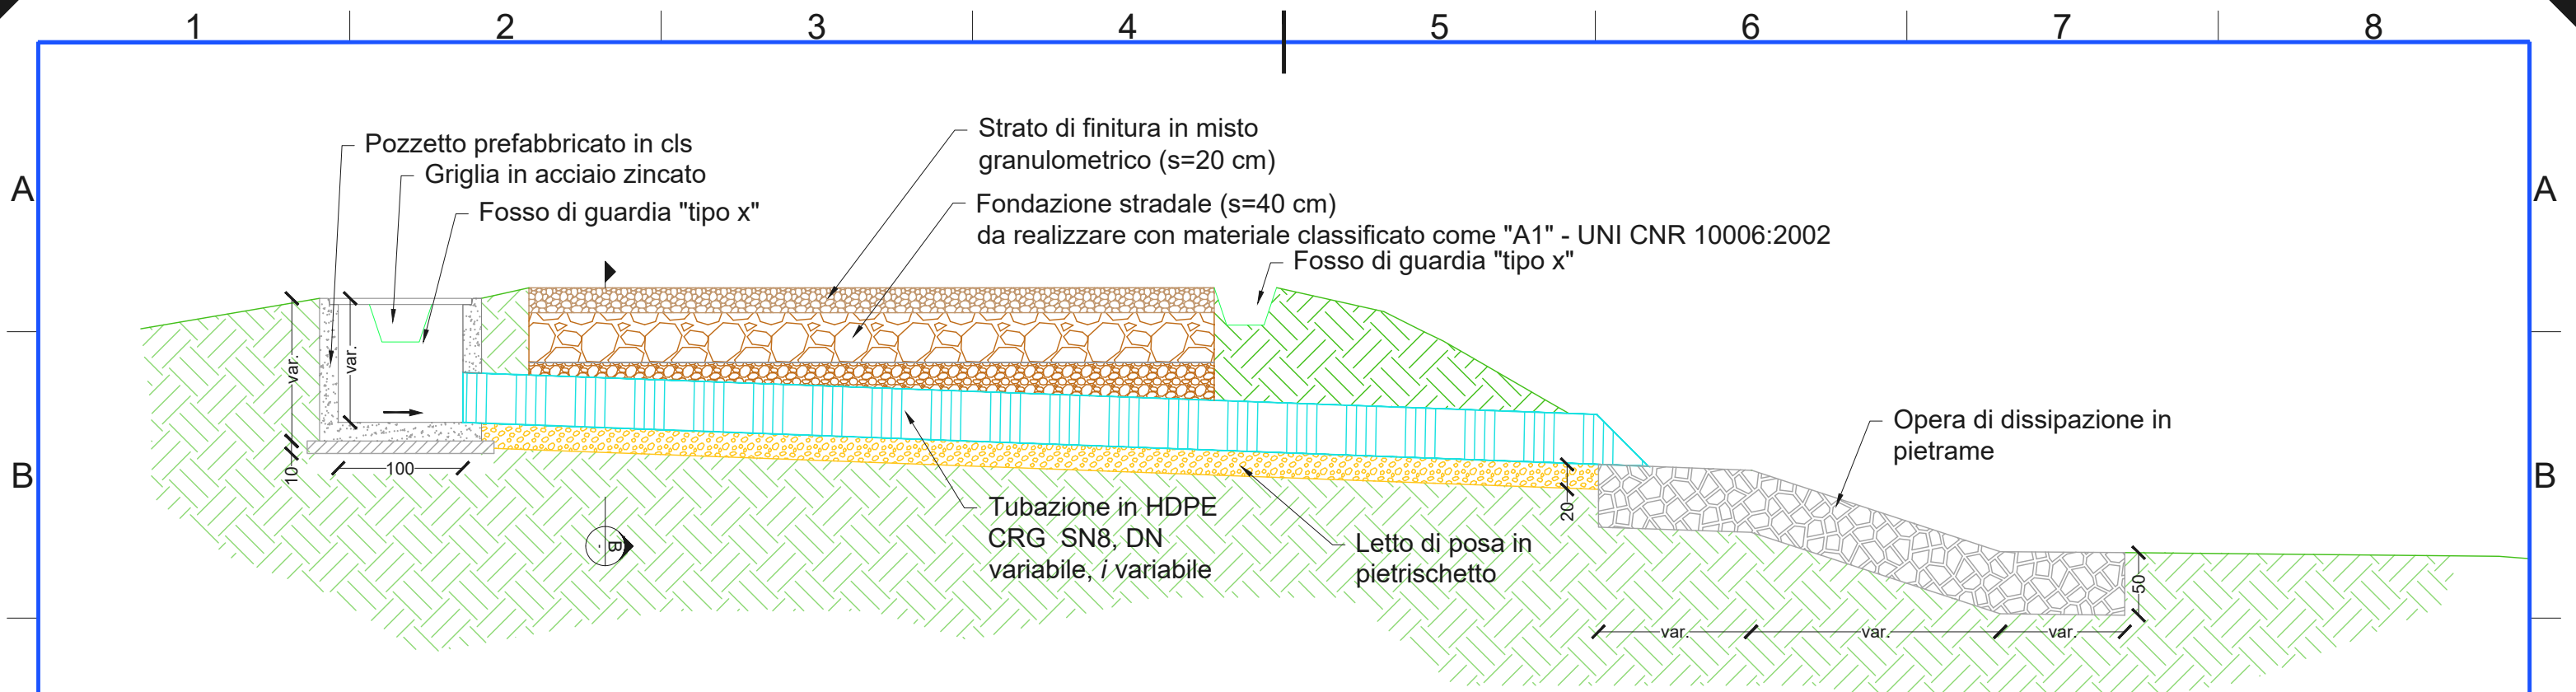 1 2 3 4 5 6 7 8
A A
Pozzetto prefabbricato in cls
Griglia in acciaio zincato
Fosso di guardia "tipo x"
Strato di finitura in misto
granulometrico (s=20 cm)
Fondazione stradale (s=40 cm)
da realizzare con materiale classificato come "A1" - UNI CNR 10006:2002
Fosso di guardia "tipo x"
var.
var.
10
100
B B
Opera di dissipazione in
pietrame
Tubazione in HDPE
CRG SN8, DN
variabile, i variabile
Letto di posa in
pietrischetto
20
- B
50
var. var. var.